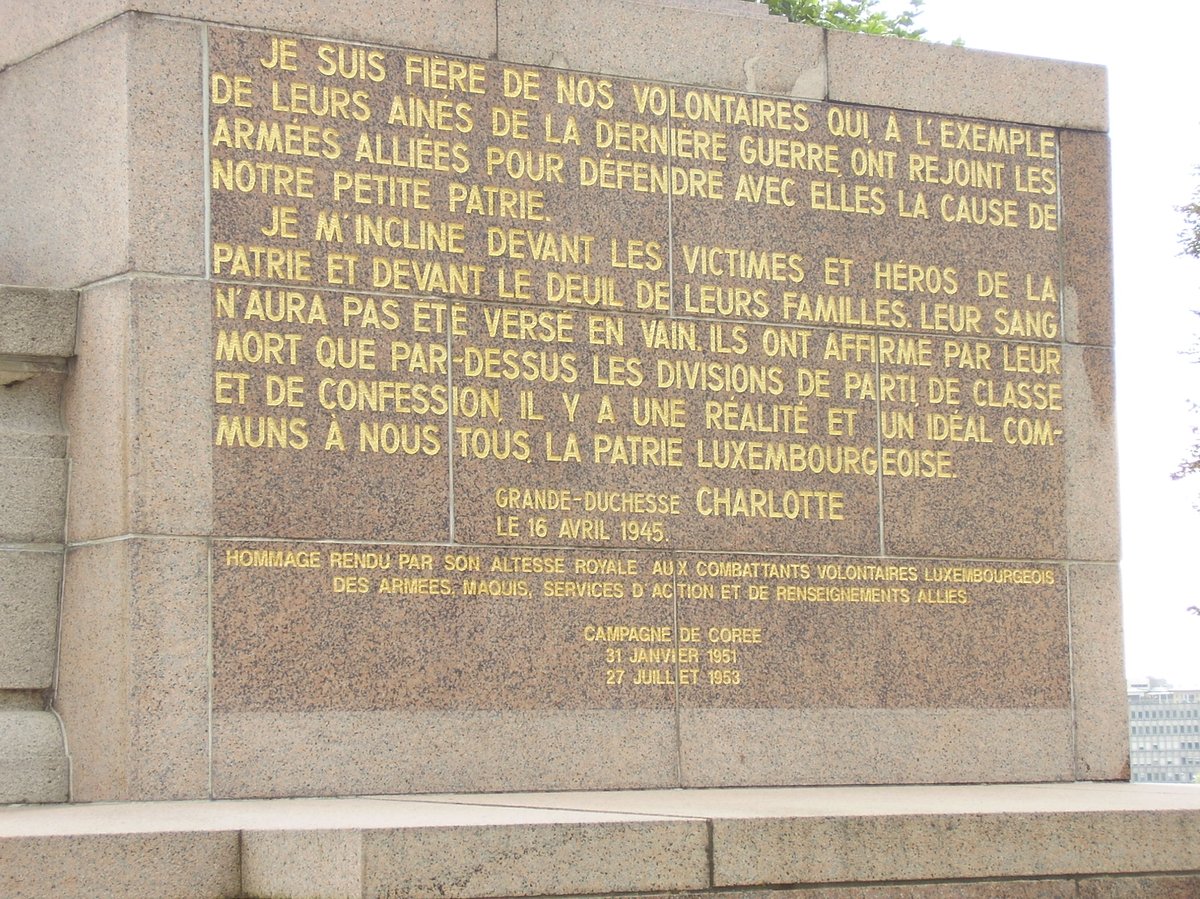 JE SUIS FIÈRE DE NOS VOLONTAIRES QUI, À L'EXEMPLE
DE LEURS AINÉS DE LA DERNIÈRE GUERRE, ONT REJOINT LES
ARMÉES ALLIÉES POUR DÉFENDRE AVEC ELLES LA CAUSE DE
NOTRE PETITE PATRIE.
JE M'INCLINE DEVANT LES VICTIMES ET HÉROS DE LA
PATRIE ET DEVANT LE DEUIL DE LEURS FAMILLES. LEUR SANG
N'AURA PAS ÉTÉ VERSÉ EN VAIN. ILS ONT AFFIRMÉ PAR LEUR
MORT QUE PAR-DESSUS LES DIVISIONS DE PARTI, DE CLASSE
ET DE CONFESSION, IL Y A UNE RÉALITÉ ET UN IDÉAL COM-
MUNS À NOUS TOUS, LA PATRIE LUXEMBOURGEOISE.
GRANDE-DUCHESSE CHARLOTTE
LE 16 AVRIL 1945.
HOMMAGE RENDU PAR SON ALTESSE ROYALE AUX COMBATTANTS VOLONTAIRES LUXEMBOURGEOIS
DES ARMÉES, MAQUIS, SERVICES D'ACTION ET DE RENSEIGNEMENTS ALLIÉS.
CAMPAGNE DE CORÉE
31 JANVIER 1951
27 JUILLET 1953